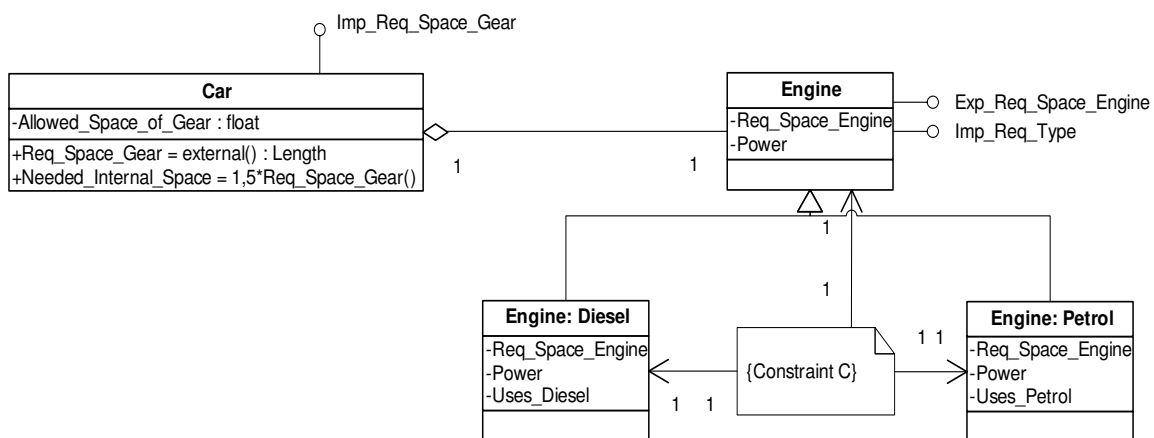 Imp_Req_Space_Gear
Car
-Allowed_Space_of_Gear : float
+Req_Space_Gear = external() : Length
+Needed_Internal_Space = 1,5*Req_Space_Gear()
1
1
Engine
-Req_Space_Engine
-Power
Exp_Req_Space_Engine
Imp_Req_Type
1
1
Engine: Diesel
-Req_Space_Engine
-Power
-Uses_Diesel
1 1
{Constraint C}
1 1
Engine: Petrol
-Req_Space_Engine
-Power
-Uses_Petrol